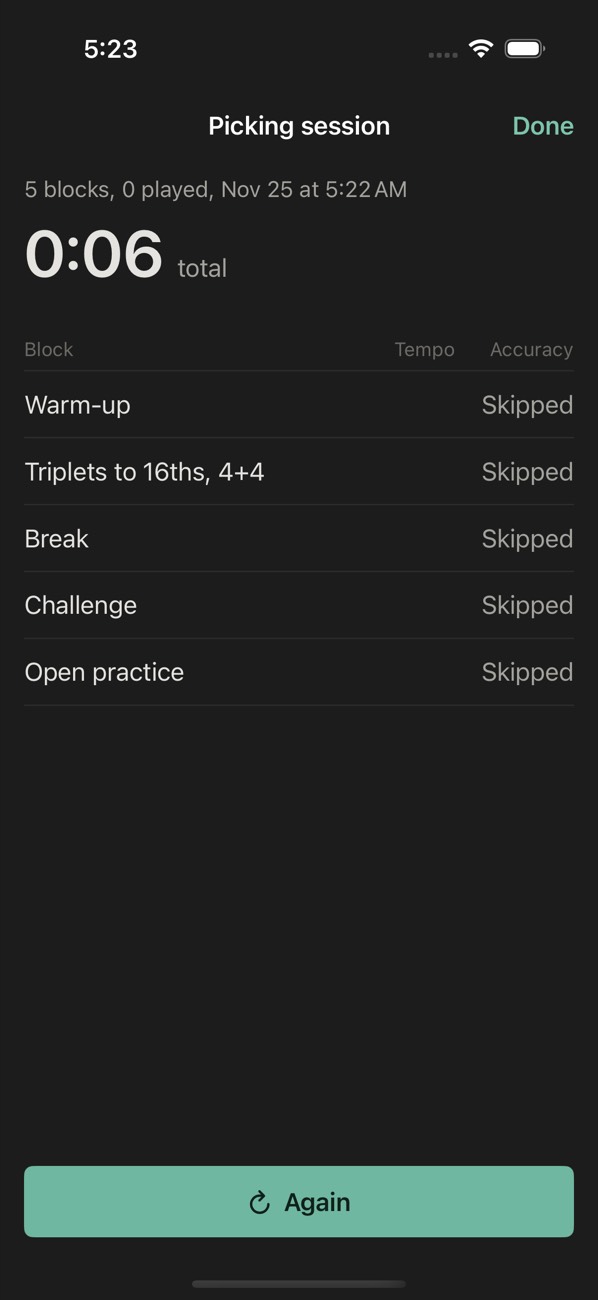 5:23
Picking session Done
5 blocks, 0 played, Nov 25 at 5:22 AM
0:06 total
Block Tempo Accuracy
Warm-up Skipped
Triplets to 16ths, 4+4 Skipped
Break Skipped
Challenge Skipped
Open practice Skipped
Again